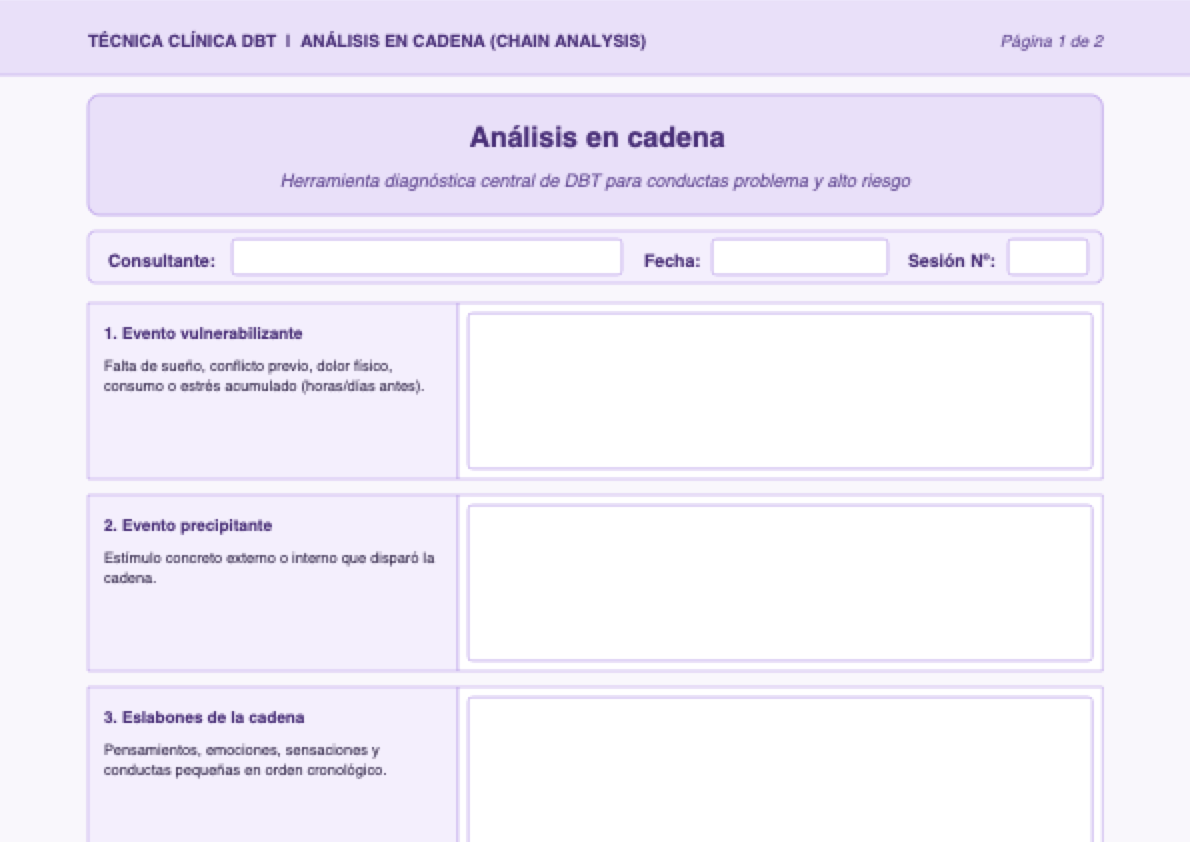 TÉCNICA CLÍNICA DBT | ANÁLISIS EN CADENA (CHAIN ANALYSIS)
Página 1 de 2
Análisis en cadena
Herramienta diagnóstica central de DBT para conductas problema y alto riesgo
Consultante: Fecha: Sesión Nº:
1. Evento vulnerabilizante
Falta de sueño, conflicto previo, dolor físico,
consumo o estrés acumulado (horas/días antes).
2. Evento precipitante
Estímulo concreto externo o interno que disparó la
cadena.
3. Eslabones de la cadena
Pensamientos, emociones, sensaciones y
conductas pequeñas en orden cronológico.